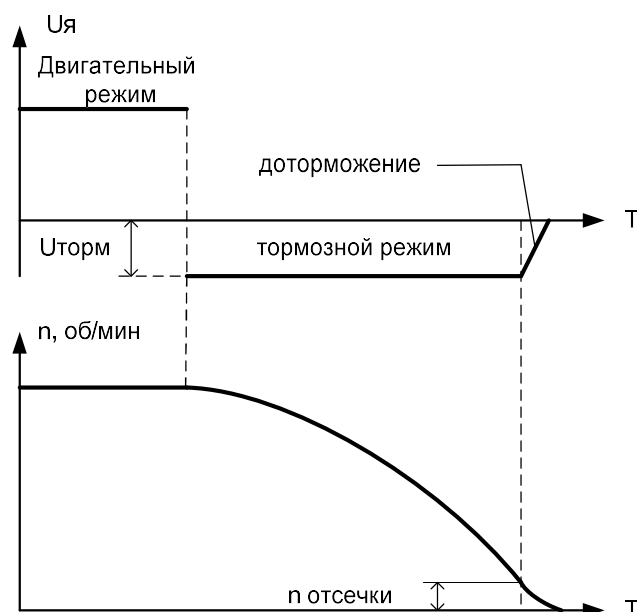 Uя
Двигательный
режим
доторможение
T
Uторм
тормозной режим
n, об/мин
n отсечки
T